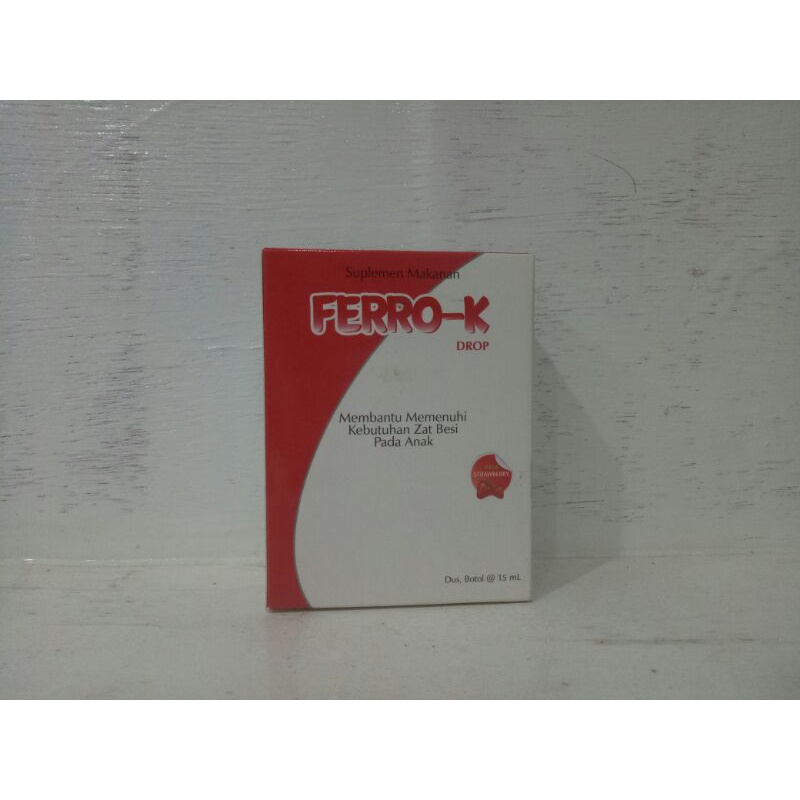 Suplemen Makanan
FERRO-K
DROP
Membantu Memenuhi
Kebutuhan Zat Besi
Pada Anak
STRAWBERRY
Dus, Botol @ 15 mL